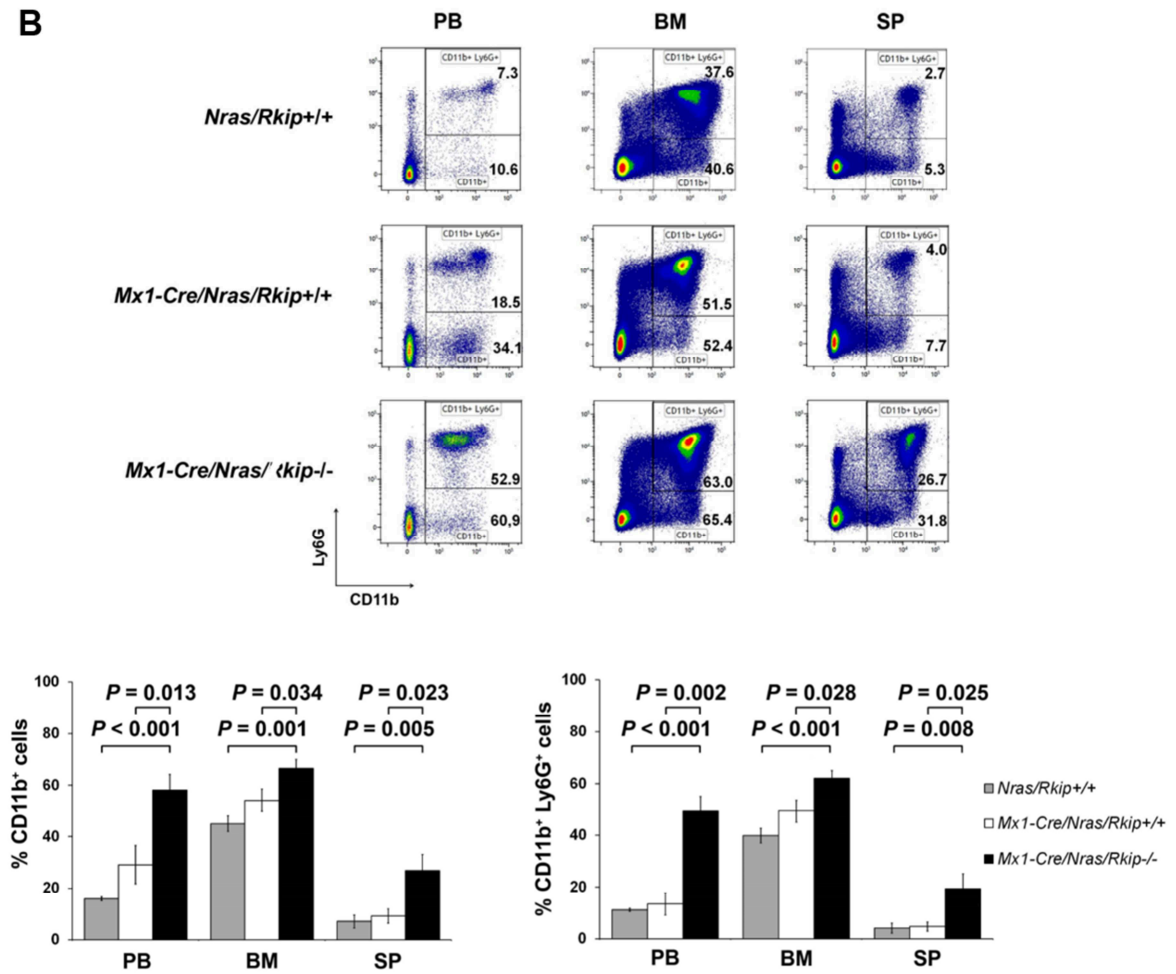 B
PB BM SP
Nras/Rkip+/+
CD11b+ Ly6G+
7.3
10.6
CD11b+
CD11b+ Ly6G+
37.6
40.6
CD11b+
CD11b+ Ly6G+
2.7
5.3
CD11b+
Mx1-Cre/Nras/Rkip+/+
CD11b+ Ly6G+
18.5
34.1
CD11b+
CD11b+ Ly6G+
51.5
52.4
CD11b+
CD11b+ Ly6G+
4.0
7.7
CD11b+
Mx1-Cre/Nras/ kip-/-
CD11b+ Ly6G+
52.9
60,9
CD11b+
CD11b+ Ly6G+
63.0
65.4
CD11b+
CD11b+ Ly6G+
26.7
31.8
CD11b+
Ly6G
CD11b
% CD11b+ cells
100
80
60
40
20
0
P = 0.013 P = 0.034 P = 0.023
P < 0.001 P = 0.001 P = 0.005
PB BM SP
% CD11b+ Ly6G+ cells
100
80
60
40
20
0
P = 0.002 P = 0.028 P = 0.025
P < 0.001 P < 0.001 P = 0.008
PB BM SP
Nras/Rkip+/+
Mx1-Cre/Nras/Rkip+/+
Mx1-Cre/Nras/Rkip-/-